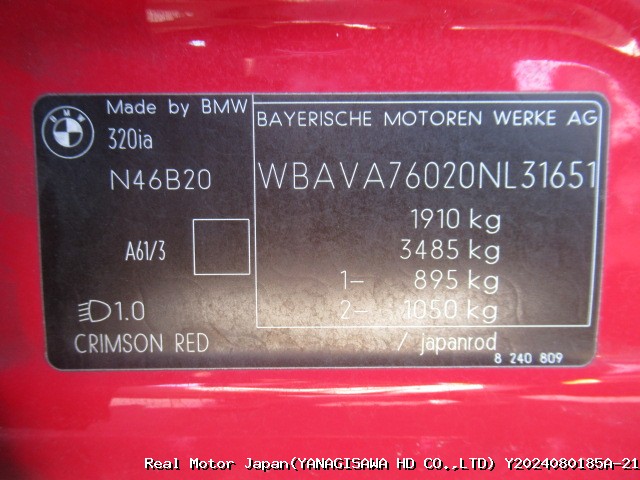 Made by BMW
320ia
N46B20
A61/3
1.0
CRIMSON RED
BAYERISCHE MOTOREN WERKE AG
WBAVA76020NL31651
1910 kg
3485 kg
1- 895 kg
2- 1050 kg
/ japanrod
8 240 809
Real Motor Japan(YANAGISAWA HD CO.,LTD) Y2024080185A-21